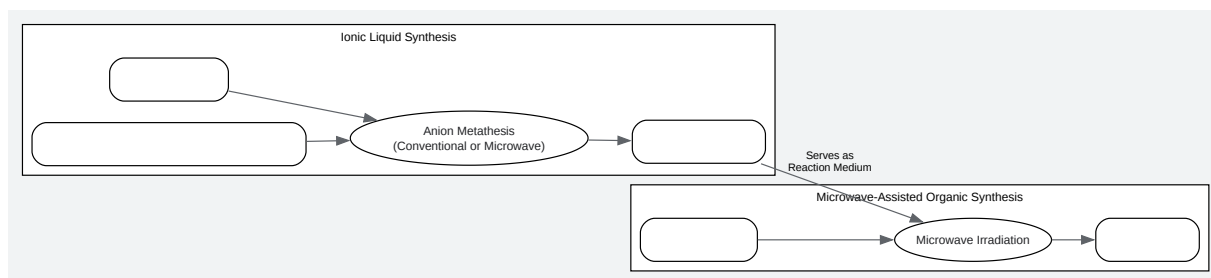 Ionic Liquid Synthesis
Anion Metathesis
(Conventional or Microwave)
Serves as
Reaction Medium
Microwave-Assisted Organic Synthesis
Microwave Irradiation